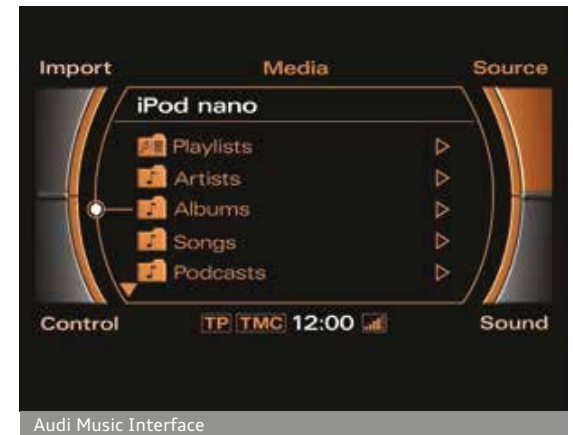 Import Media Source
iPod nano
Playlists
Artists
Albums
Songs
Podcasts
Control TP TMC 12:00 Sound
Audi Music Interface